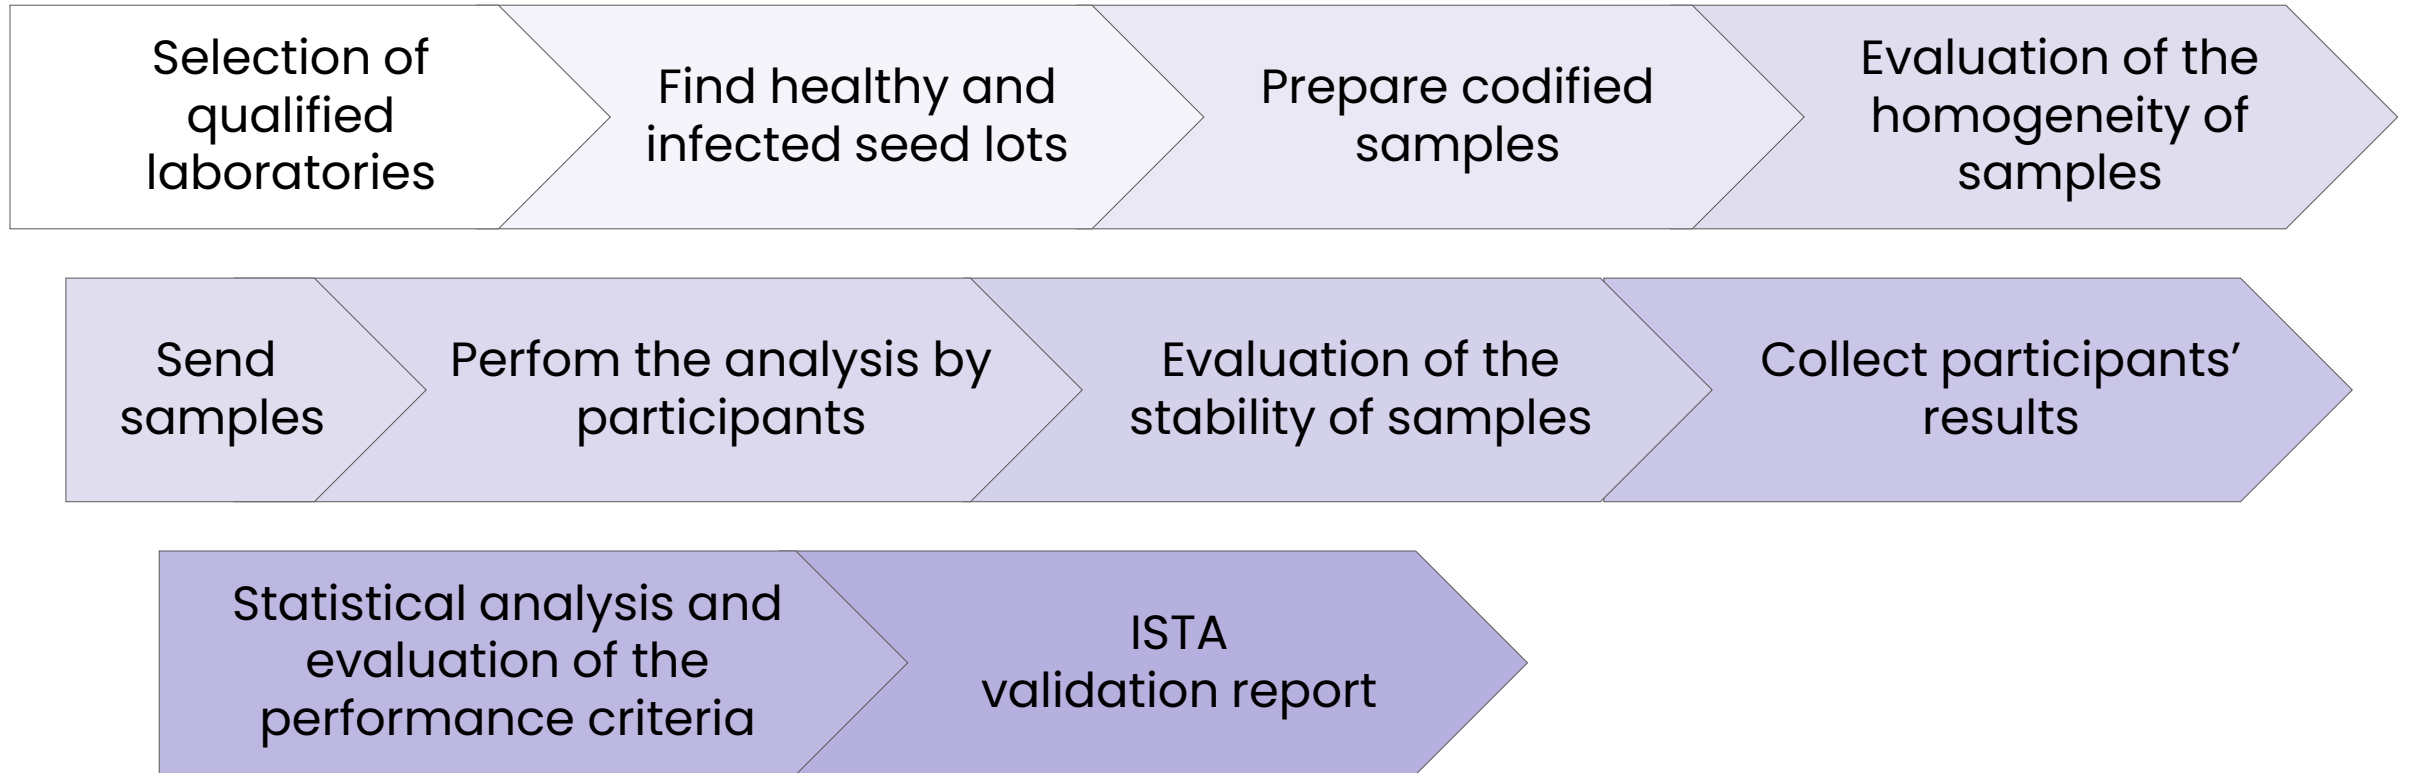 Selection of
qualified
laboratories
Find healthy and
infected seed lots
Prepare codified
samples
Evaluation of the
homogeneity of
samples
Send
samples
Perfom the analysis by
participants
Evaluation of the
stability of samples
Collect participants’
results
Statistical analysis and
evaluation of the
performance criteria
ISTA
validation report